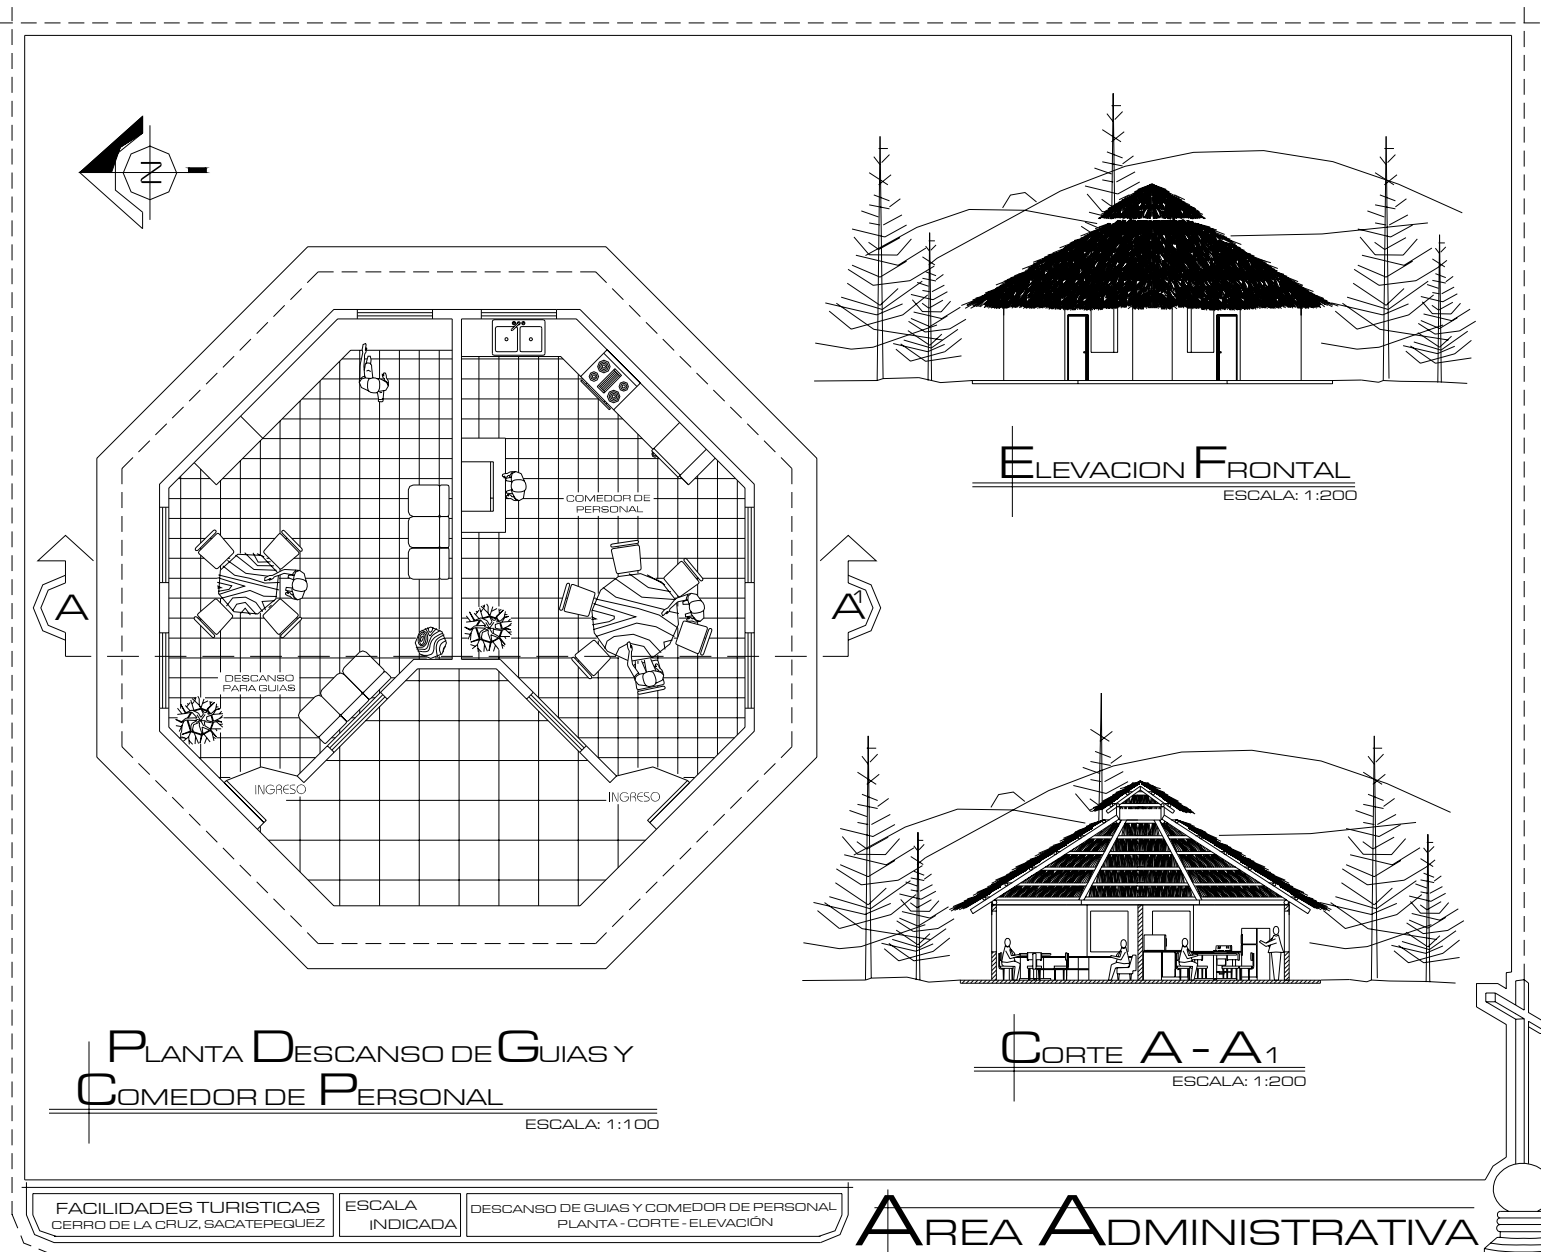 N
COMEDOR DE
PERSONAL
A
A1
DESCANSO
PARA GUIAS
INGRESO
INGRESO
PLANTA DESCANSO DE GUIAS Y
COMEDOR DE PERSONAL
ESCALA: 1:100
ELEVACION FRONTAL
ESCALA: 1:200
CORTE A - A1
ESCALA: 1:200
FACILIDADES TURISTICAS
CERRO DE LA CRUZ, SACATEPEQUEZ
ESCALA
INDICADA
DESCANSO DE GUIAS Y COMEDOR DE PERSONAL
PLANTA - CORTE - ELEVACIÓN
AREA ADMINISTRATIVA